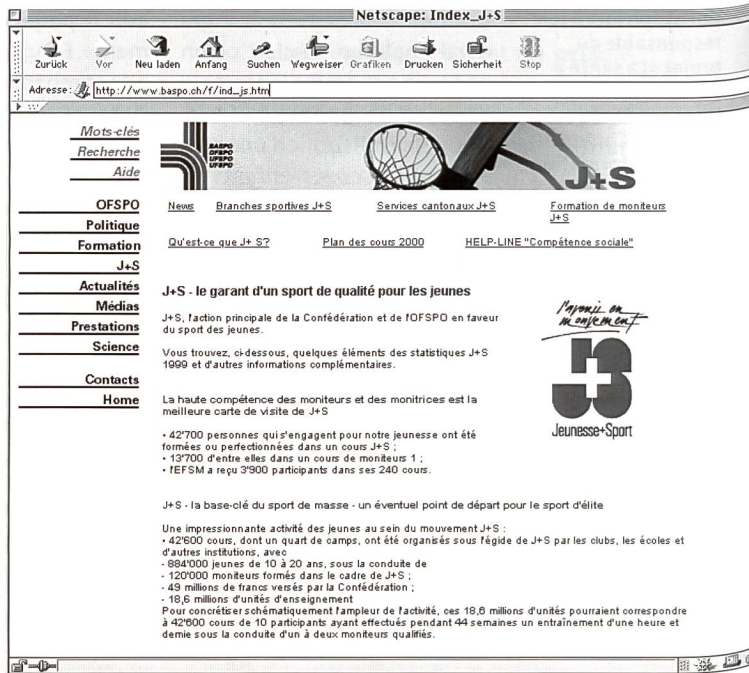 Netscape: Index_J+S
Zurück Vor Neu laden Anfang Suchen Wegweiser Grafiken Drucken Sicherheit Stop
Adresse: http://www.baspo.ch/f/ind_js.htm
Mots-clés
Recherche
Aide
OFSPO
Politique
Formation
J+S
Actualités
Médias
Prestations
Science
Contacts
Home
BASPO
OFSPO
UFSPO
UFSPO
J+S
News Branches sportives J+S Services cantonaux J+S Formation de moniteurs
J+S
Qu'est-ce que J+ S? Plan des cours 2000 HELP-LINE "Compétence sociale"
J+S - le garant d'un sport de qualité pour les jeunes
J+S, l'action principale de la Confédération et de l'OFSPO en faveur
du sport des jeunes.
Vous trouvez, ci-dessous, quelques éléments des statistiques J+S
1999 et d'autres informations complémentaires.
La haute compétence des moniteurs et des monitrices est la
meilleure carte de visite de J+S
• 42'700 personnes qui s'engagent pour notre jeunesse ont été
formées ou perfectionnées dans un cours J+S ;
• 13'700 d'entre elles dans un cours de moniteurs 1 ;
• l'EFSM a reçu 3'900 participants dans ses 240 cours.
l'avenir en
mouvement
Jeunesse+Sport
J+S - la base-clé du sport de masse - un éventuel point de départ pour le sport d'élite
Une impressionnante activité des jeunes au sein du mouvement J+S :
• 42'600 cours, dont un quart de camps, ont été organisés sous l'égide de J+S par les clubs, les écoles et
d'autres institutions, avec
- 884'000 jeunes de 10 à 20 ans, sous la conduite de
- 120'000 moniteurs formés dans le cadre de J+S ;
- 49 millions de francs versés par la Confédération ;
- 18,6 millions d'unités d'enseignement
Pour concrétiser schématiquement l'ampleur de l'activité, ces 18,6 millions d'unités pourraient correspondre
à 42'600 cours de 10 participants ayant effectués pendant 44 semaines un entraînement d'une heure et
demie sous la conduite d'un à deux moniteurs qualifiés.